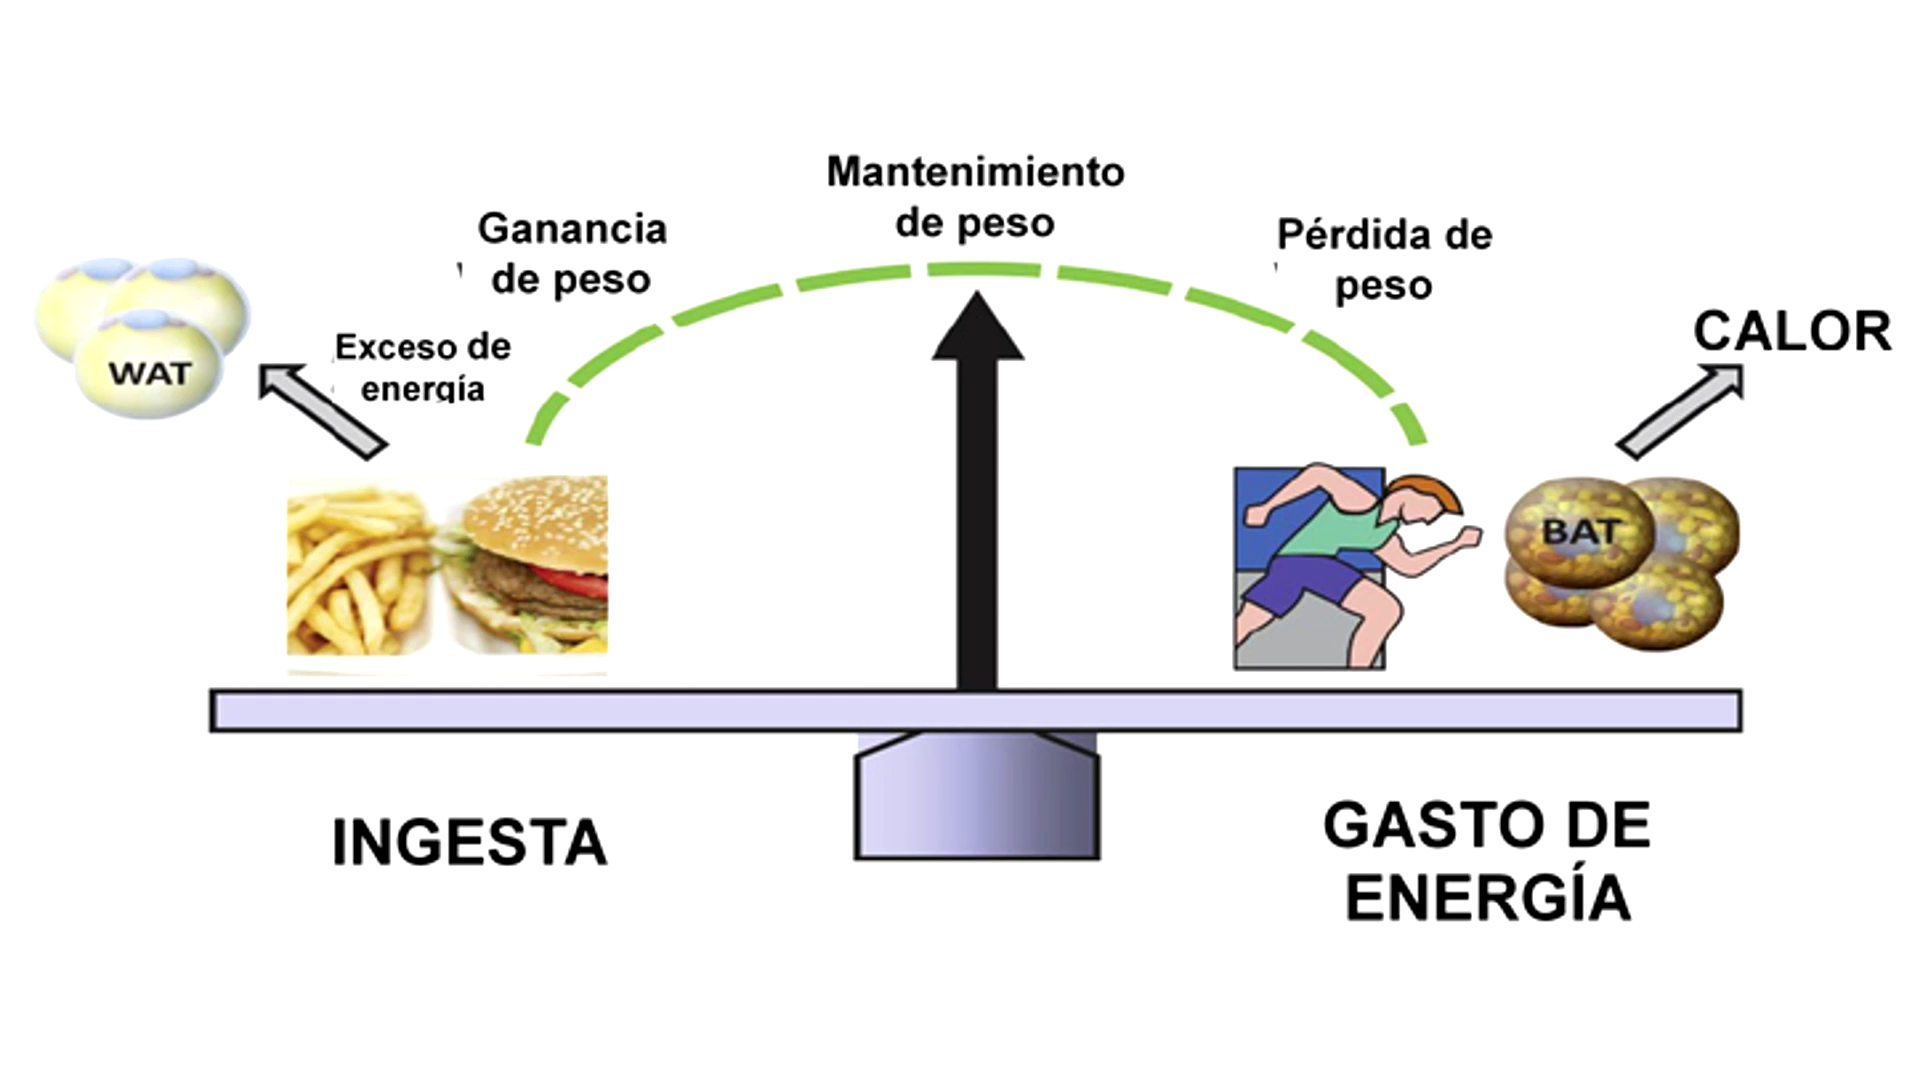 Mantenimiento
de peso
Ganancia
de peso
Pérdida de
peso
CALOR
Exceso de
energía
WAT
BAT
INGESTA
GASTO DE
ENERGÍA